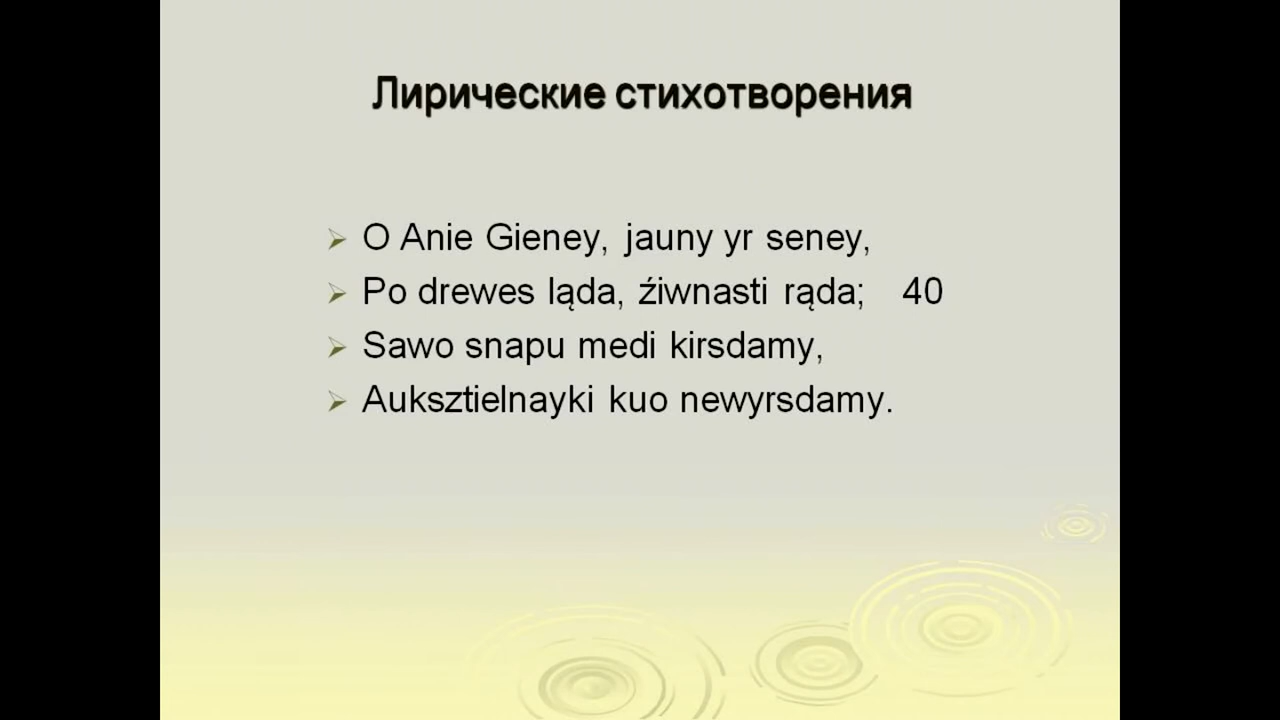 Лирические стихотворения
O Anie Gieney, jauny yr seney,
Po drewes ląda, źiwnasti rąda; 40
Sawo snapu medi kirsdamy,
Auksztielnayki kuo newyrsdamy.